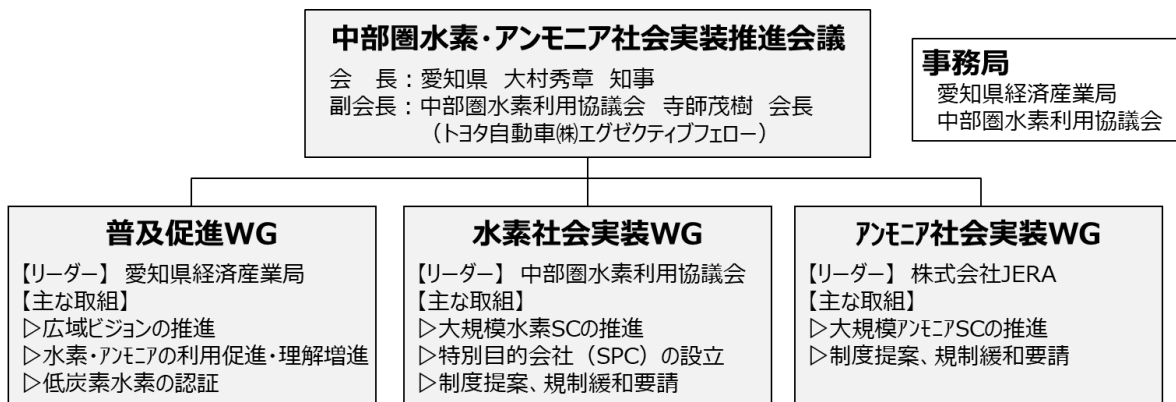 中部圏水素・アンモニア社会実装推進会議
会　長：愛知県　大村秀章　知事
副会長：中部圏水素利用協議会　寺師茂樹　会長
（トヨタ自動車㈱エグゼクティブフェロー）
事務局
愛知県経済産業局
中部圏水素利用協議会
普及促進WG
【リーダー】 愛知県経済産業局
【主な取組】
▷広域ビジョンの推進
▷水素・アンモニアの利用促進・理解増進
▷低炭素水素の認証
水素社会実装WG
【リーダー】 中部圏水素利用協議会
【主な取組】
▷大規模水素SCの推進
▷特別目的会社（SPC）の設立
▷制度提案、規制緩和要請
アンモニア社会実装WG
【リーダー】 株式会社JERA
【主な取組】
▷大規模アンモニアSCの推進
▷制度提案、規制緩和要請